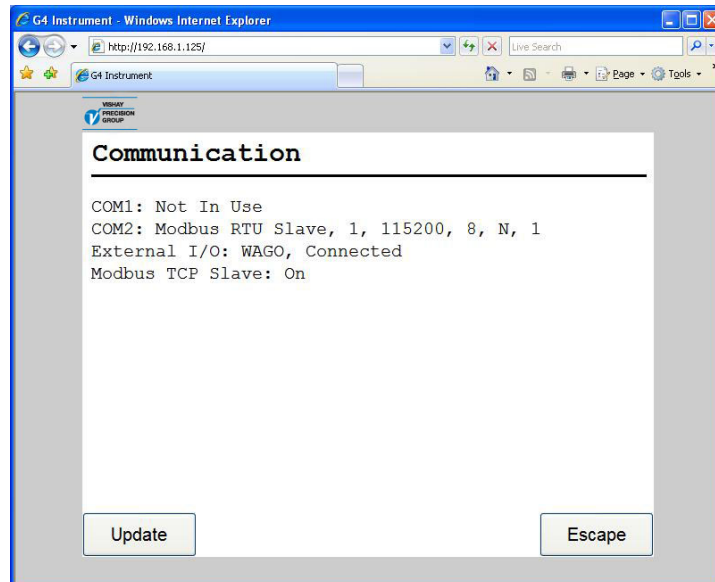 G4 Instrument - Windows Internet Explorer
http://192.168.1.125/
Live Search
G4 Instrument
Page
Tools
VISHAY
PRECISION
GROUP
Communication
COM1: Not In Use
COM2: Modbus RTU Slave, 1, 115200, 8, N, 1
External I/O: WAGO, Connected
Modbus TCP Slave: On
Update
Escape